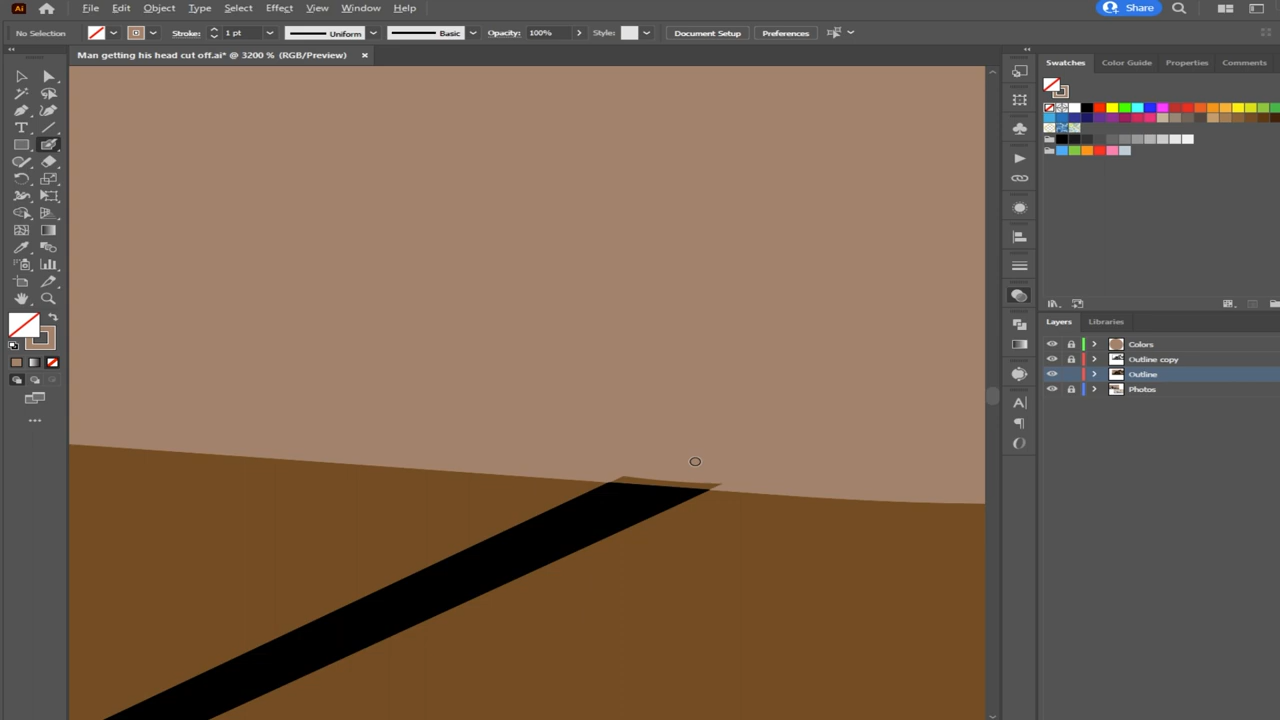 Ai File Edit Object Type Select Effect View Window Help Share
No Selection Stroke: 1 pt Uniform Basic Opacity: 100% Style: Document Setup Preferences
Man getting his head cut off.ai* @ 3200 % (RGB/Preview) ×
Swatches Color Guide Properties Comments
Layers Libraries
Colors
Outline copy
Outline
Photos